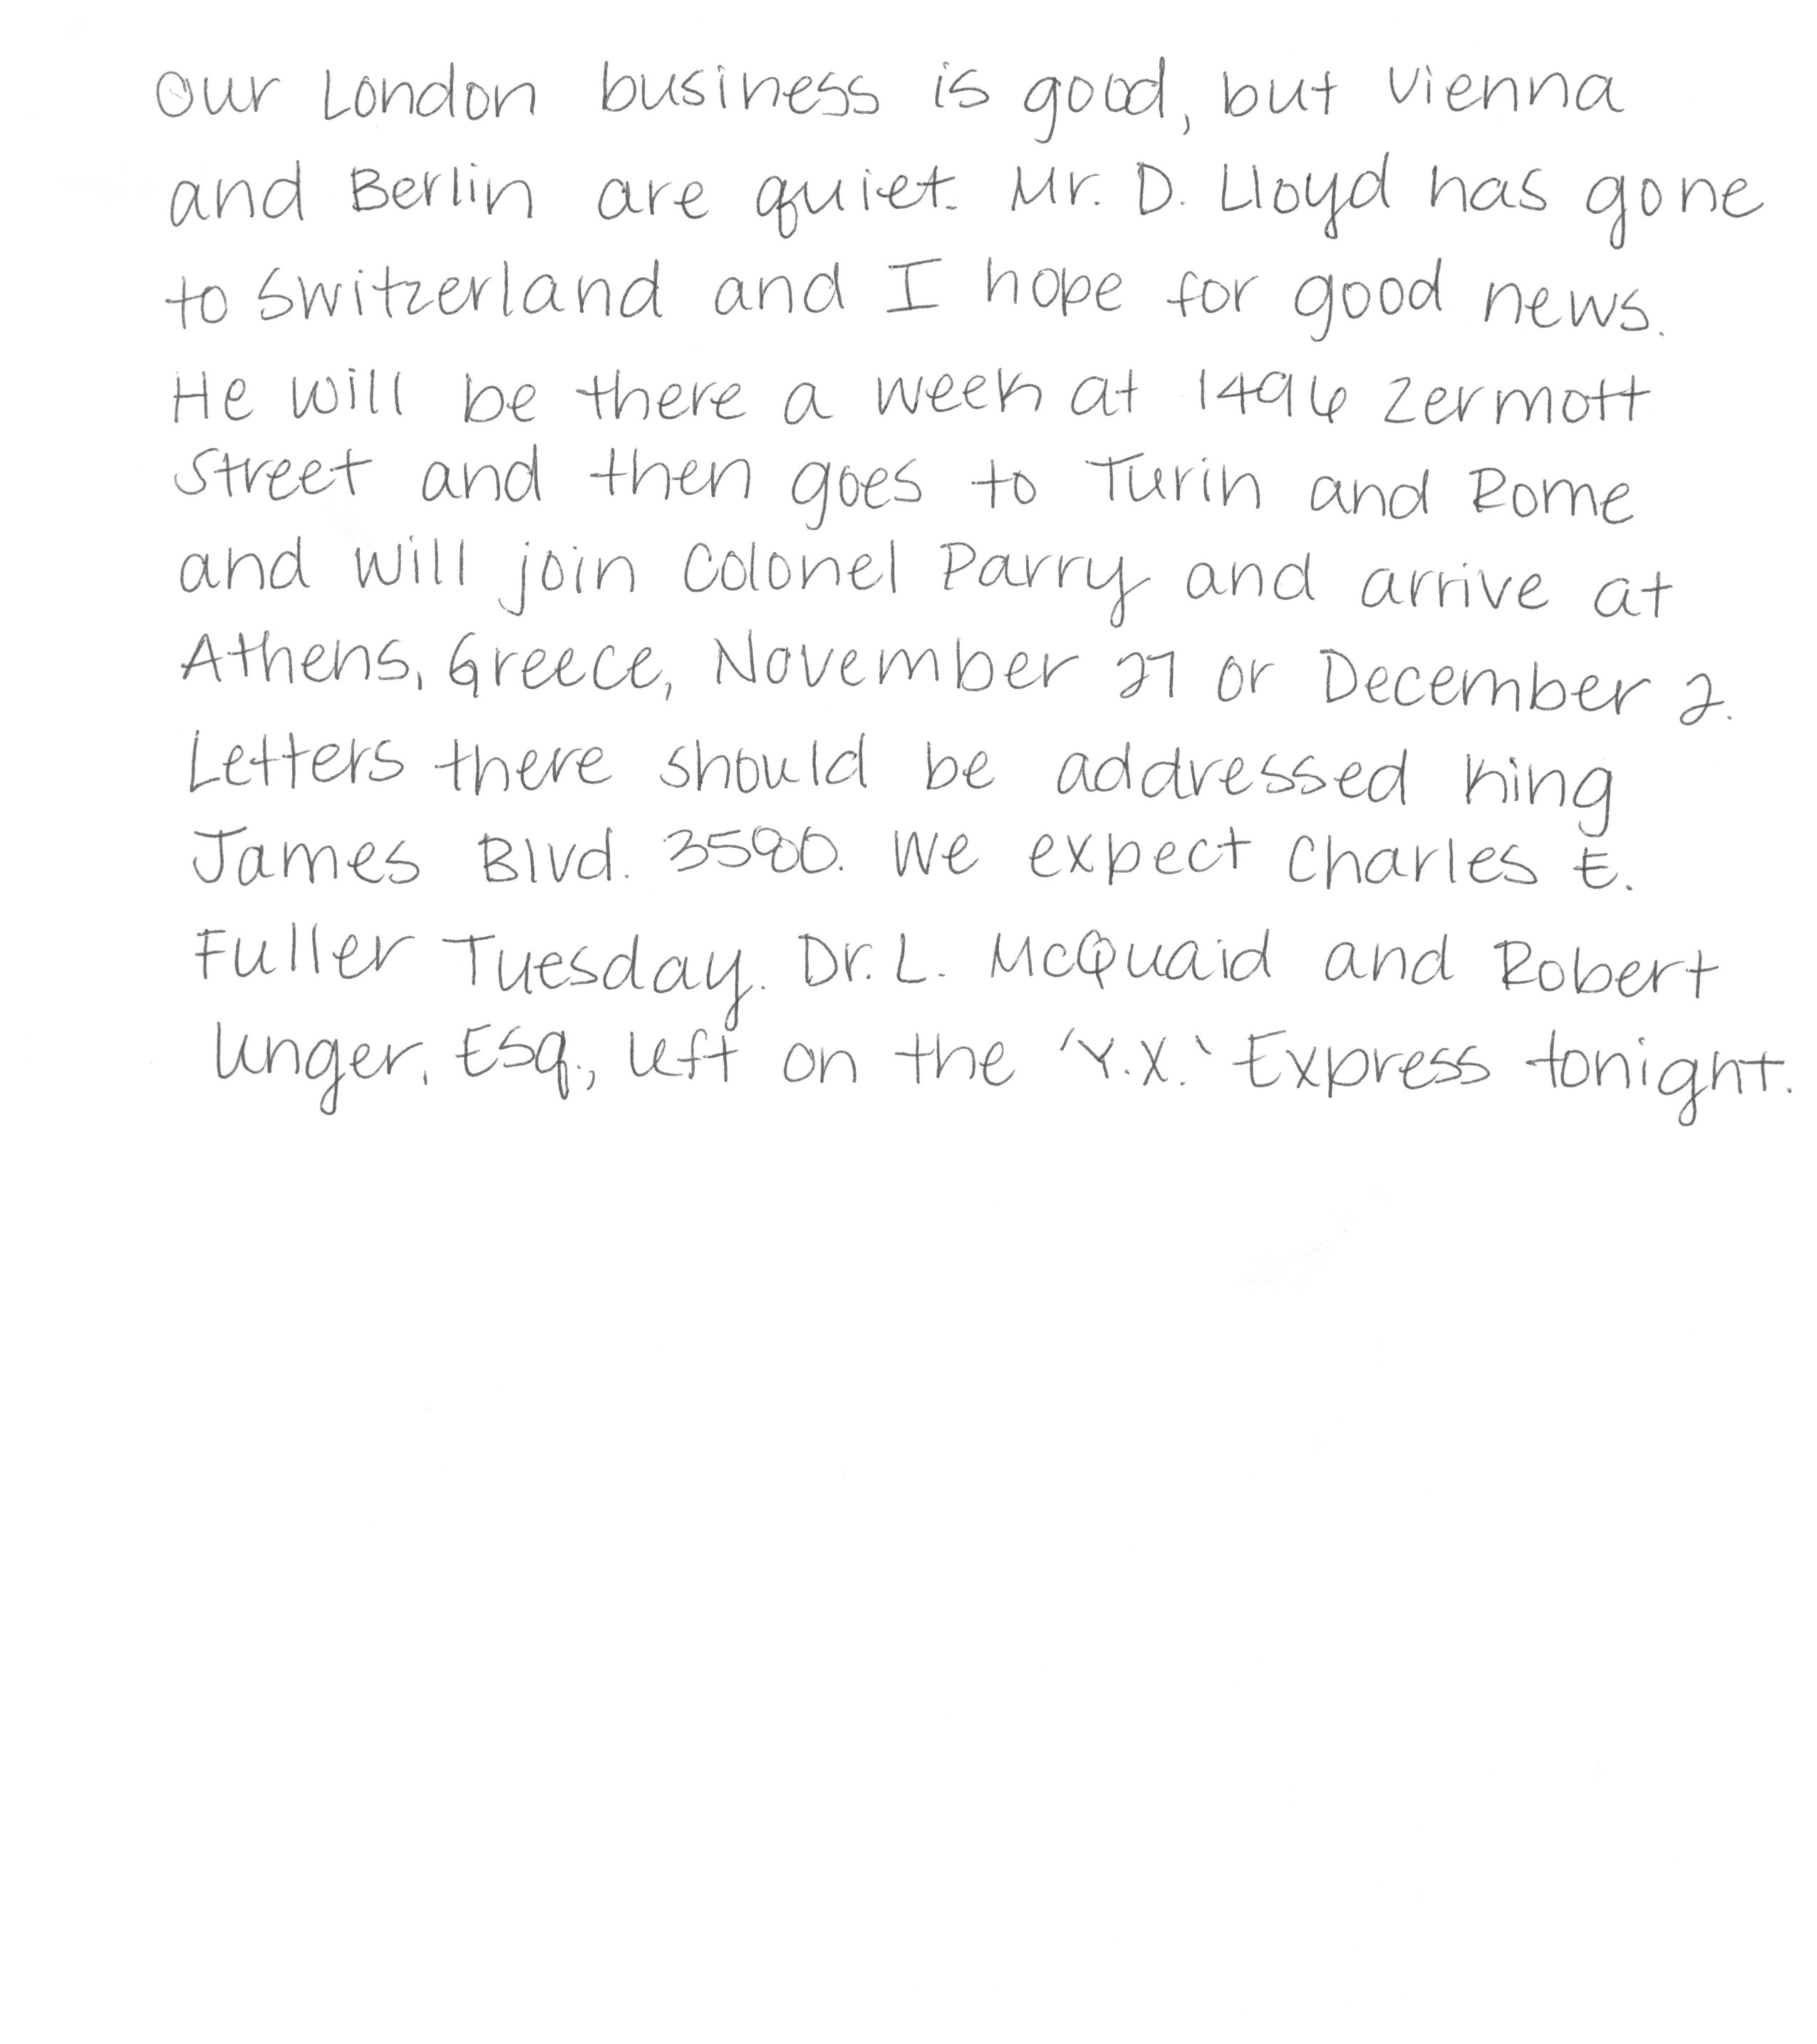 Our London business is good, but Vienna
and Berlin are quiet. Mr. D. Lloyd has gone
to Switzerland and I hope for good news.
He will be there a week at 1496 Zermott
Street and then goes to Turin and Rome
and will join Colonel Parry and arrive at
Athens, Greece, November 27 or December 2.
Letters there should be addressed King
James Blvd. 3580. We expect Charles E.
Fuller Tuesday. Dr. L. McQuaid and Robert
Unger, Esq., left on the 'Y.X.' Express tonight.